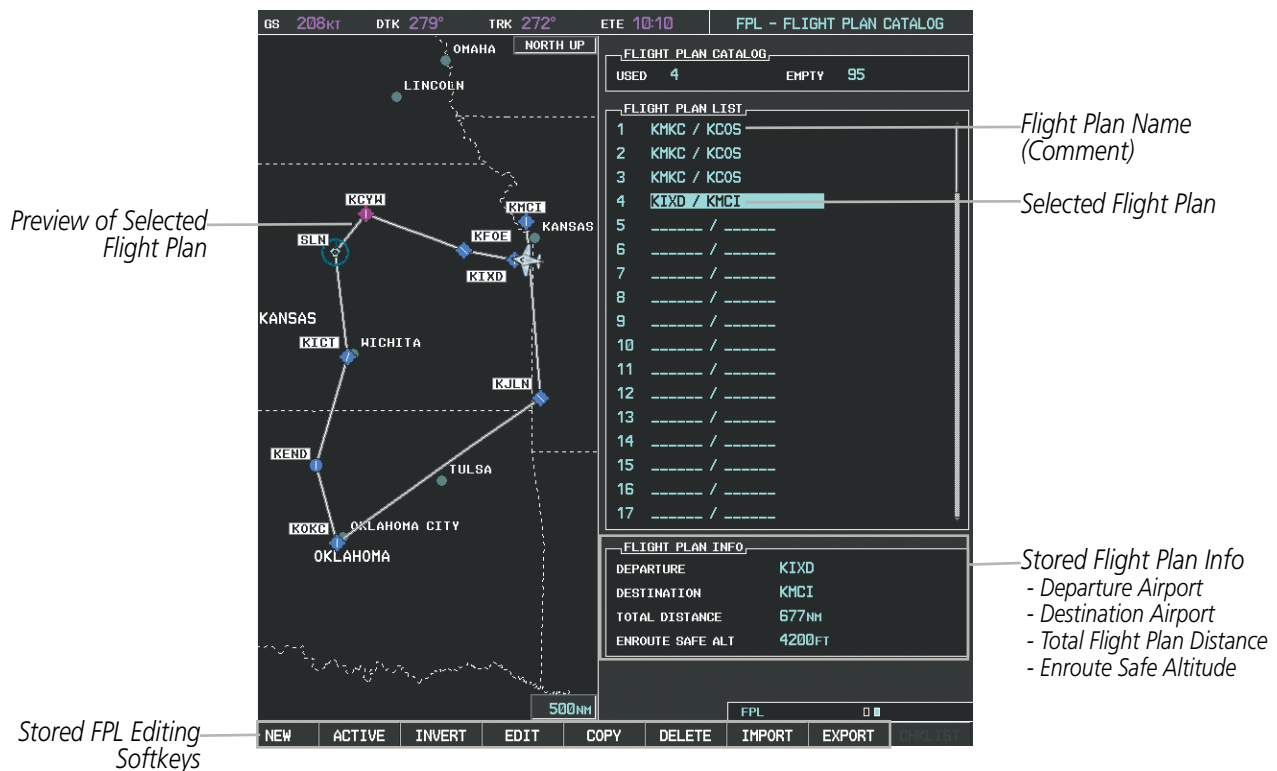 GS 208KT DTK 279° TRK 272° ETE 10:10 FPL – FLIGHT PLAN CATALOG
NORTH UP
OMAHA
LINCOLN
KCYW
KMCI
KANSAS
SLN
KFOE
KIXD
KANSAS
KICT
WICHITA
KJLN
KEND
TULSA
KOKC
OKLAHOMA CITY
OKLAHOMA
500NM
FLIGHT PLAN CATALOG
USED 4 EMPTY 95
FLIGHT PLAN LIST
1 KMKC / KCOS
2 KMKC / KCOS
3 KMKC / KCOS
4 KIXD / KMCI
5 ______ / ______
6 ______ / ______
7 ______ / ______
8 ______ / ______
9 ______ / ______
10 ______ / ______
11 ______ / ______
12 ______ / ______
13 ______ / ______
14 ______ / ______
15 ______ / ______
16 ______ / ______
17 ______ / ______
FLIGHT PLAN INFO
DEPARTURE KIXD
DESTINATION KMCI
TOTAL DISTANCE 677NM
ENROUTE SAFE ALT 4200FT
FPL
NEW ACTIVE INVERT EDIT COPY DELETE IMPORT EXPORT CHKLIST
Preview of Selected
Flight Plan
Stored FPL Editing
Softkeys
Flight Plan Name
(Comment)
Selected Flight Plan
Stored Flight Plan Info
- Departure Airport
- Destination Airport
- Total Flight Plan Distance
- Enroute Safe Altitude